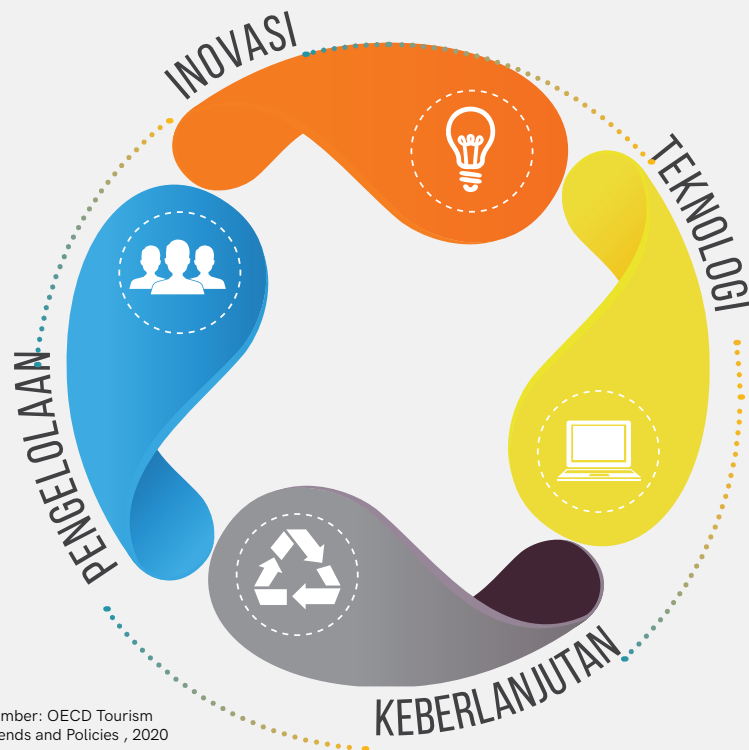 INOVASI
TEKNOLOGI
PENGELOLAAN
KEBERLANJUTAN
mber: OECD Tourism
ends and Policies , 2020